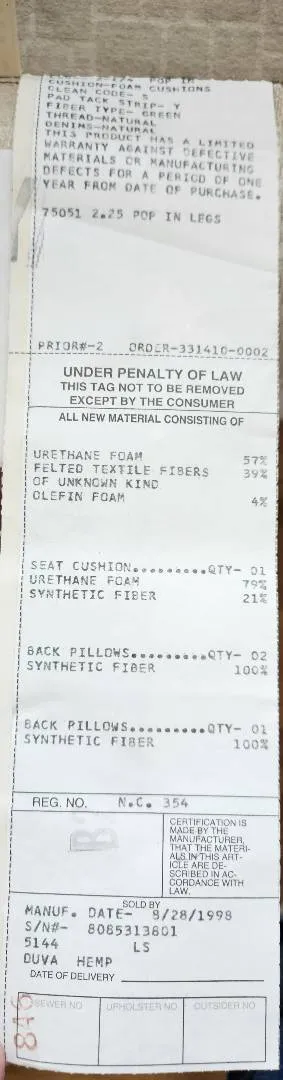 POP IN
CUSHION-FOAM CUSHIONS
CLEAN CODE- S
PAD TACK STRIP- Y
FIBER TYPE- GREEN
THREAD-NATURAL
DENIMS-NATURAL
THIS PRODUCT HAS A LIMITED
WARRANTY AGAINST DEFECTIVE
MATERIALS OR MANUFACTURING
DEFECTS FOR A PERIOD OF ONE
YEAR FROM DATE OF PURCHASE.
75051 2.25 POP IN LEGS
PRIOR#-2 ORDER-331410-0002
UNDER PENALTY OF LAW
THIS TAG NOT TO BE REMOVED
EXCEPT BY THE CONSUMER
ALL NEW MATERIAL CONSISTING OF
URETHANE FOAM 57%
FELTED TEXTILE FIBERS 39%
OF UNKNOWN KIND
OLEFIN FOAM 4%
SEAT CUSHION.........QTY- 01
URETHANE FOAM 79%
SYNTHETIC FIBER 21%
BACK PILLOWS.........QTY- 02
SYNTHETIC FIBER 100%
BACK PILLOWS.........QTY- 01
SYNTHETIC FIBER 100%
REG. NO. N.C. 354
CERTIFICATION IS
MADE BY THE
MANUFACTURER,
THAT THE MATERI-
ALS IN THIS ART-
ICLE ARE DE-
SCRIBED IN AC-
CORDANCE WITH
LAW.
SOLD BY
MANUF. DATE- 8/28/1998
S/N#- 8085313801
5144 LS
DUVA HEMP
DATE OF DELIVERY
SEWER NO UPHOLSTER NO OUTSIDER NO